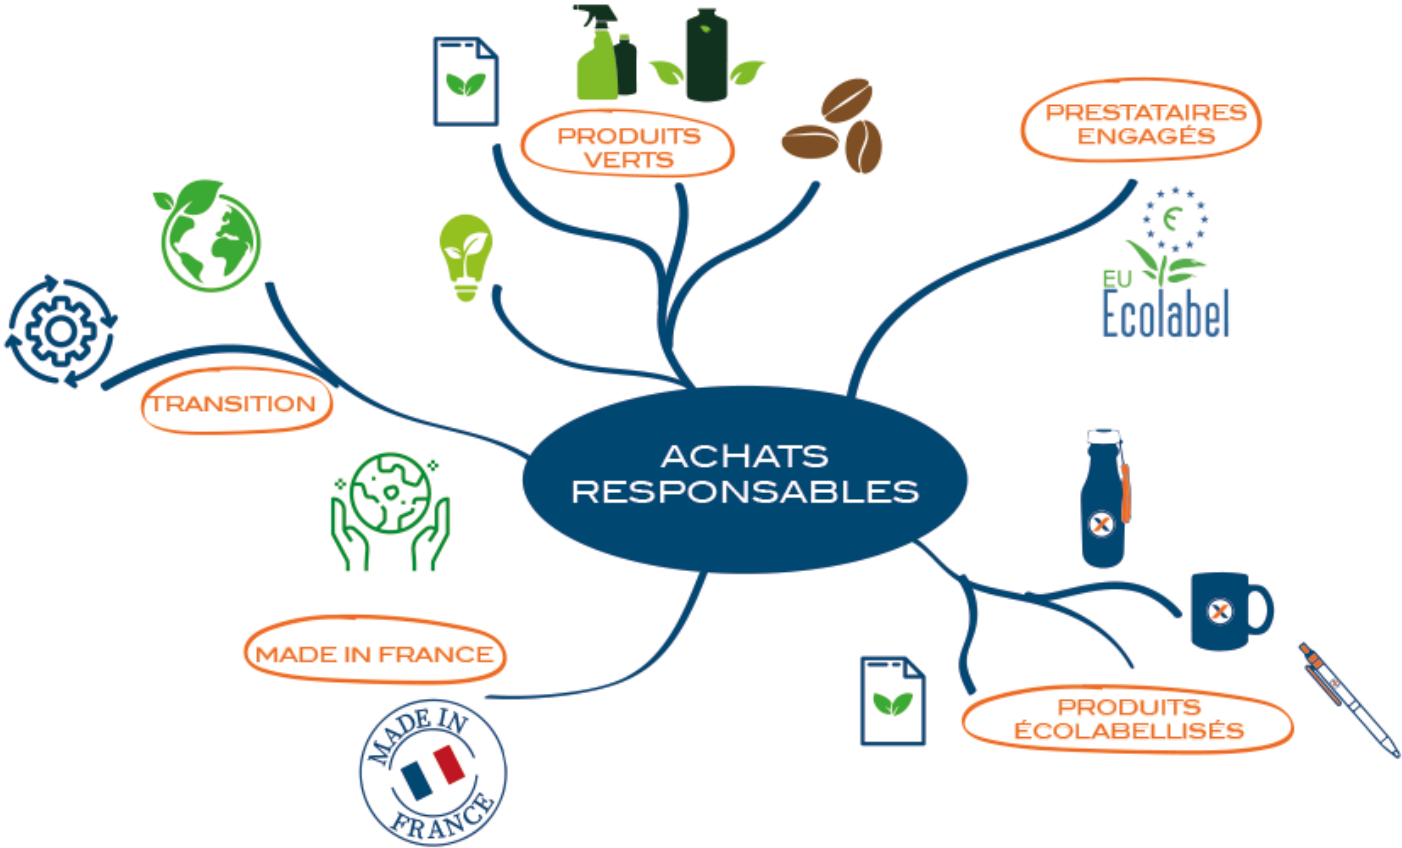 PRODUITS
VERTS
PRESTATAIRES
ENGAGÉS
EU
Ecolabel
TRANSITION
ACHATS
RESPONSABLES
MADE IN FRANCE
MADE IN
FRANCE
PRODUITS
ÉCOLABELLISÉS